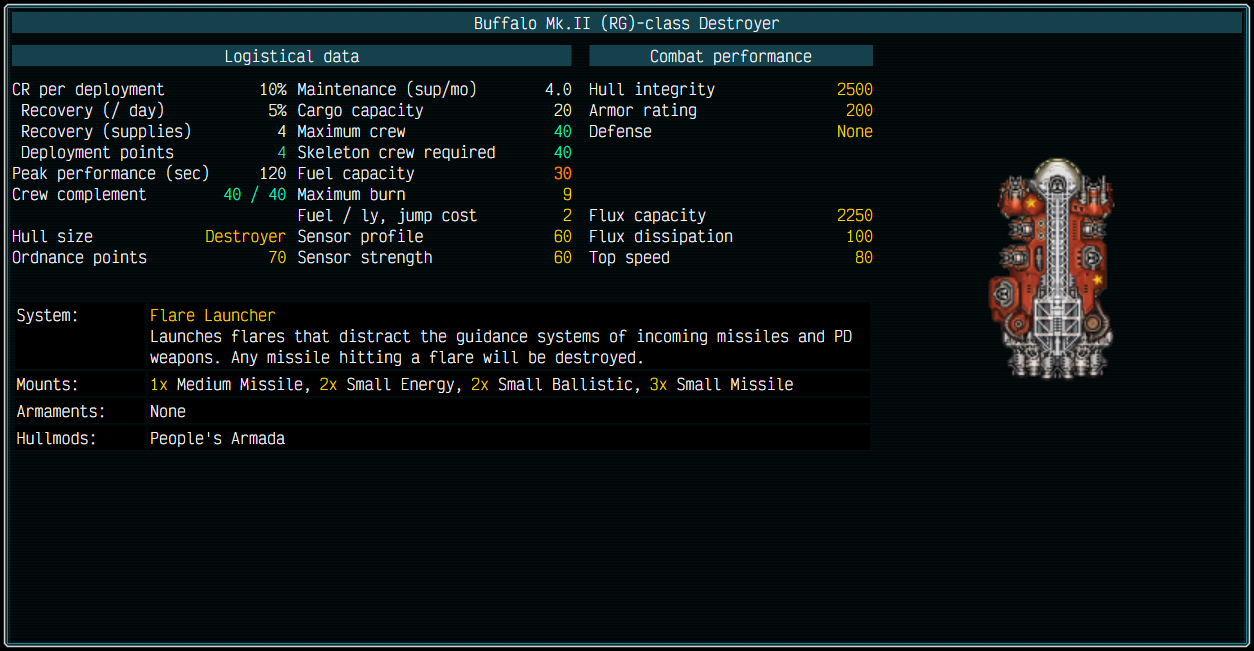 Buffalo Mk.II (RG)-class Destroyer
Logistical data Combat performance
CR per deployment 10% Maintenance (sup/mo) 4.0 Hull integrity 2500
Recovery (/ day) 5% Cargo capacity 20 Armor rating 200
Recovery (supplies) 4 Maximum crew 40 Defense None
Deployment points 4 Skeleton crew required 40
Peak performance (sec) 120 Fuel capacity 30
Crew complement 40 / 40 Maximum burn 9
Fuel / ly, jump cost 2 Flux capacity 2250
Hull size Destroyer Sensor profile 60 Flux dissipation 100
Ordnance points 70 Sensor strength 60 Top speed 80
System: Flare Launcher
Launches flares that distract the guidance systems of incoming missiles and PD
weapons. Any missile hitting a flare will be destroyed.
Mounts: 1x Medium Missile, 2x Small Energy, 2x Small Ballistic, 3x Small Missile
Armaments: None
Hullmods: People's Armada